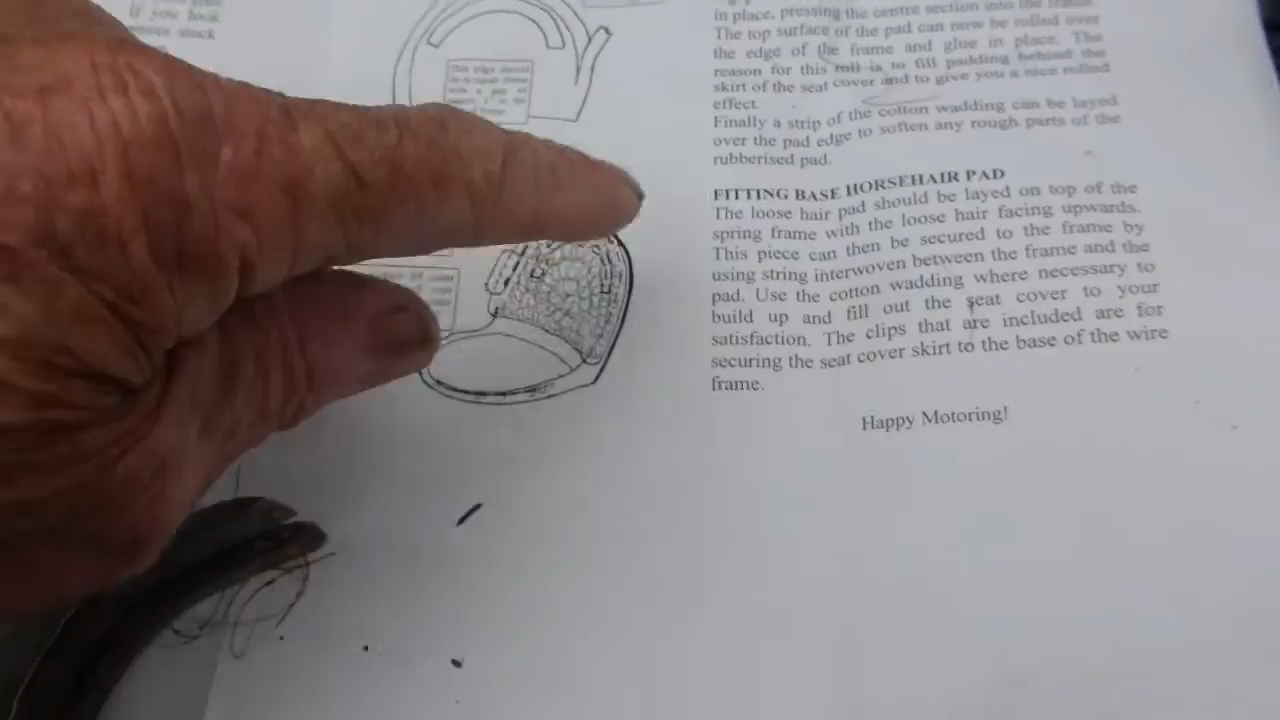 if you look
in place, pressing the centre section into the frame.
The top surface of the pad can now be rolled over
the edge of the frame and glue in place. The
reason for this roll is to fill padding behind the
skirt of the seat cover and to give you a nice rolled
effect.
Finally a strip of the cotton wadding can be layed
over the pad edge to soften any rough parts of the
rubberised pad.
FITTING BASE HORSEHAIR PAD
The loose hair pad should be layed on top of the
spring frame with the loose hair facing upwards.
This piece can then be secured to the frame by
using string interwoven between the frame and the
pad. Use the cotton wadding where necessary to
build up and fill out the seat cover to your
satisfaction. The clips that are included are for
securing the seat cover skirt to the base of the wire
frame.
Happy Motoring!
This edge should